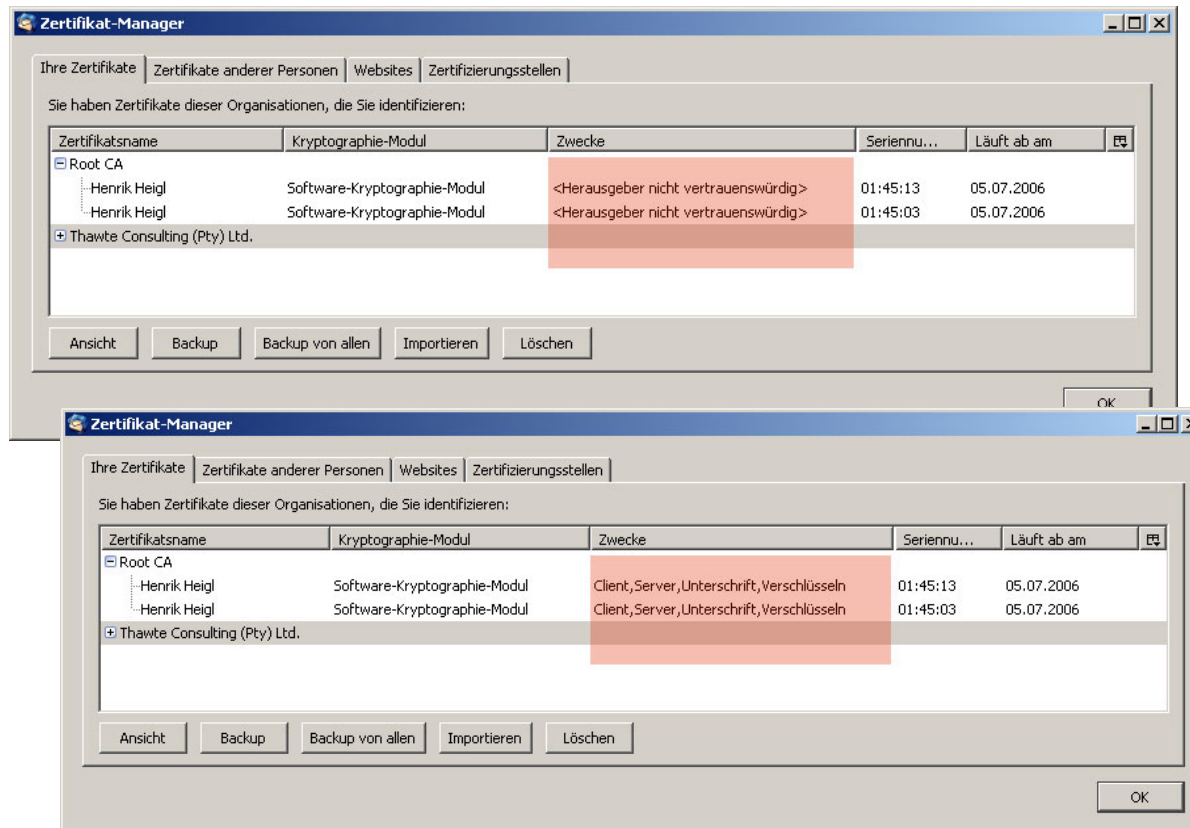 Zertifikat-Manager
Ihre Zertifikate Zertifikate anderer Personen Websites Zertifizierungsstellen
Sie haben Zertifikate dieser Organisationen, die Sie identifizieren:
Zertifikatsname Kryptographie-Modul Zwecke Seriennu... Läuft ab am
Root CA
Henrik Heigl Software-Kryptographie-Modul <Herausgeber nicht vertrauenswürdig> 01:45:13 05.07.2006
Henrik Heigl Software-Kryptographie-Modul <Herausgeber nicht vertrauenswürdig> 01:45:03 05.07.2006
Thawte Consulting (Pty) Ltd.
Ansicht Backup Backup von allen Importieren Löschen
OK
Zertifikat-Manager
Ihre Zertifikate Zertifikate anderer Personen Websites Zertifizierungsstellen
Sie haben Zertifikate dieser Organisationen, die Sie identifizieren:
Zertifikatsname Kryptographie-Modul Zwecke Seriennu... Läuft ab am
Root CA
Henrik Heigl Software-Kryptographie-Modul Client,Server,Unterschrift,Verschlüsseln 01:45:13 05.07.2006
Henrik Heigl Software-Kryptographie-Modul Client,Server,Unterschrift,Verschlüsseln 01:45:03 05.07.2006
Thawte Consulting (Pty) Ltd.
Ansicht Backup Backup von allen Importieren Löschen
OK